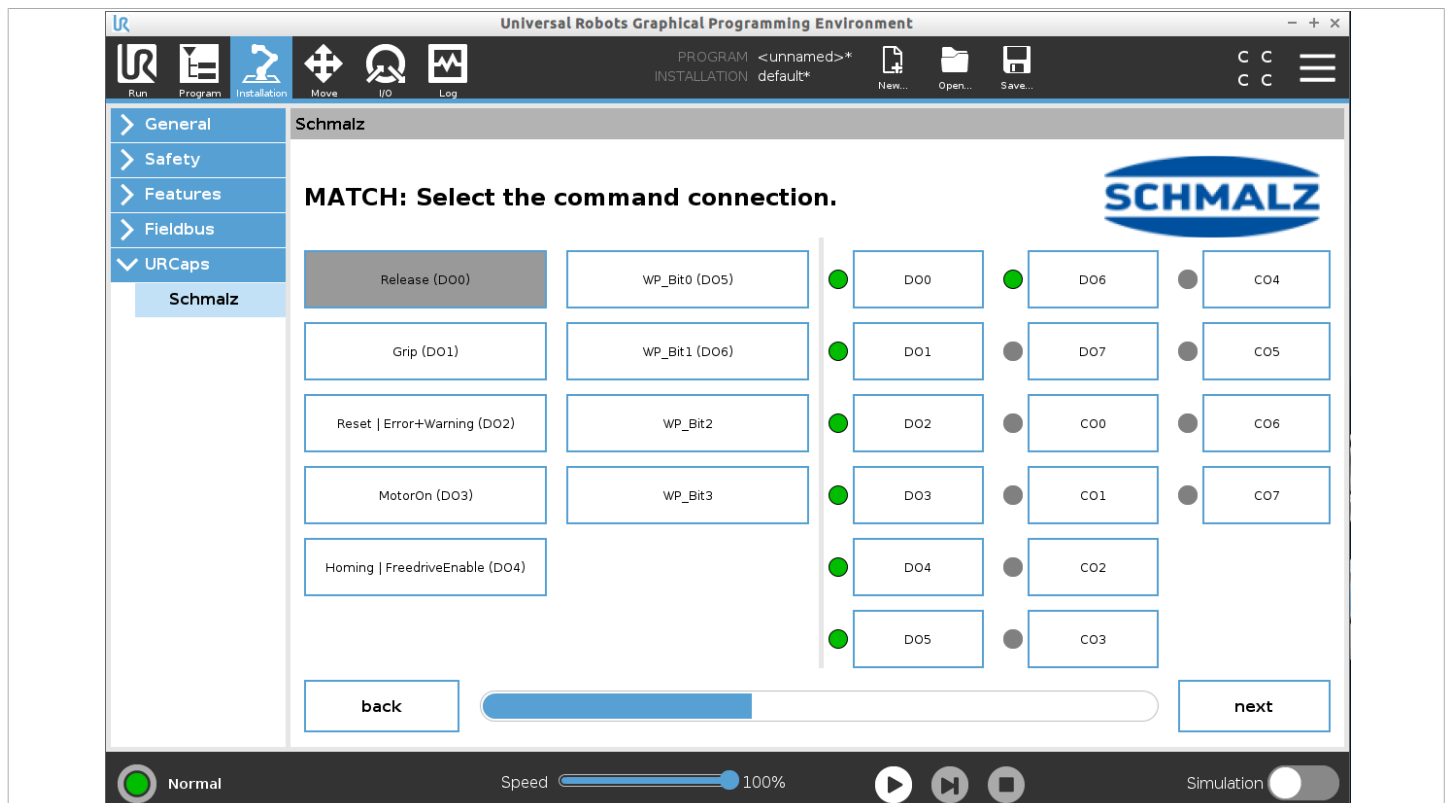 Universal Robots Graphical Programming Environment
PROGRAM <unnamed>*
INSTALLATION default*
Run Program Installation Move I/O Log New... Open... Save...
C C
C C
General
Safety
Features
Fieldbus
URCaps
Schmalz
Schmalz
MATCH: Select the command connection.
SCHMALZ
Release (DO0) WP_Bit0 (DO5) DO0 DO6 CO4
Grip (DO1) WP_Bit1 (DO6) DO1 DO7 CO5
Reset | Error+Warning (DO2) WP_Bit2 DO2 CO0 CO6
MotorOn (DO3) WP_Bit3 DO3 CO1 CO7
Homing | FreedriveEnable (DO4) DO4 CO2
DO5 CO3
back next
Normal Speed 100% Simulation